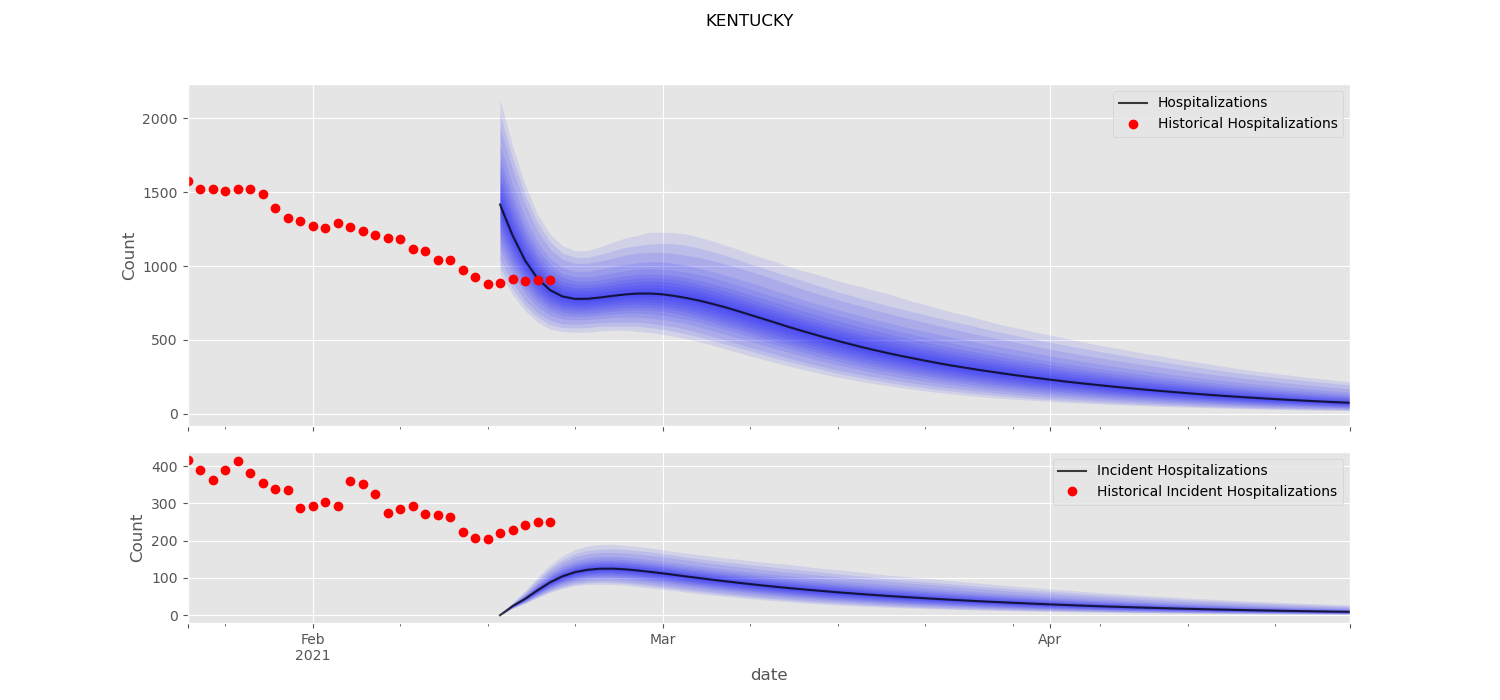 KENTUCKY
Hospitalizations
Historical Hospitalizations
2000
1500
1000
500
0
Count
Incident Hospitalizations
Historical Incident Hospitalizations
400
300
200
100
0
Count
Feb
2021
Mar
Apr
date